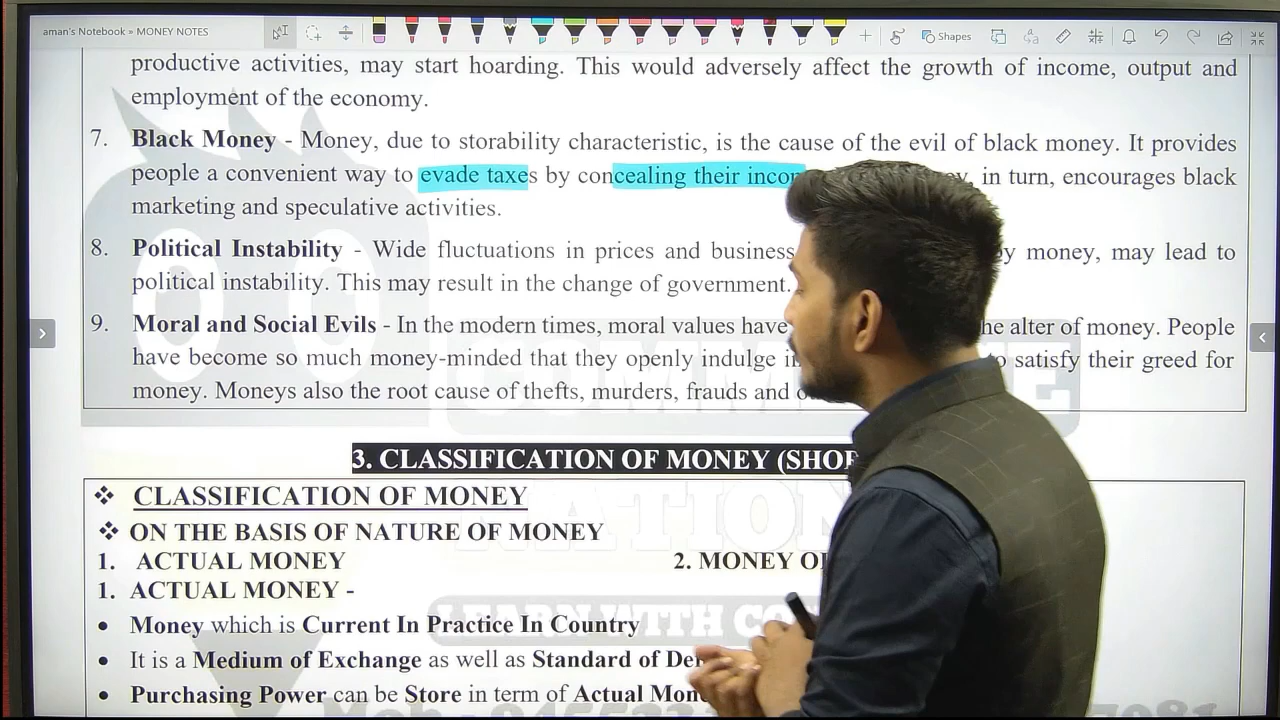 aman's Notebook » MONEY NOTES
Shapes
productive activities, may start hoarding. This would adversely affect the growth of income, output and
employment of the economy.
7. Black Money - Money, due to storability characteristic, is the cause of the evil of black money. It provides
people a convenient way to evade taxes by concealing their in turn, encourages black
marketing and speculative activities.
8. Political Instability - Wide fluctuations in prices and business money, may lead to
political instability. This may result in the change of government.
9. Moral and Social Evils - In the modern times, moral values have alter of money. People
have become so much money-minded that they openly indulge satisfy their greed for
money. Moneys also the root cause of thefts, murders, frauds and
3. CLASSIFICATION OF MONEY
❖ CLASSIFICATION OF MONEY
❖ ON THE BASIS OF NATURE OF MONEY
1. ACTUAL MONEY 2. MONEY
1. ACTUAL MONEY -
• Money which is Current In Practice In Country
• It is a Medium of Exchange as well as Standard of
• Purchasing Power can be Store in term of Actual
NATION
LEARN WITH